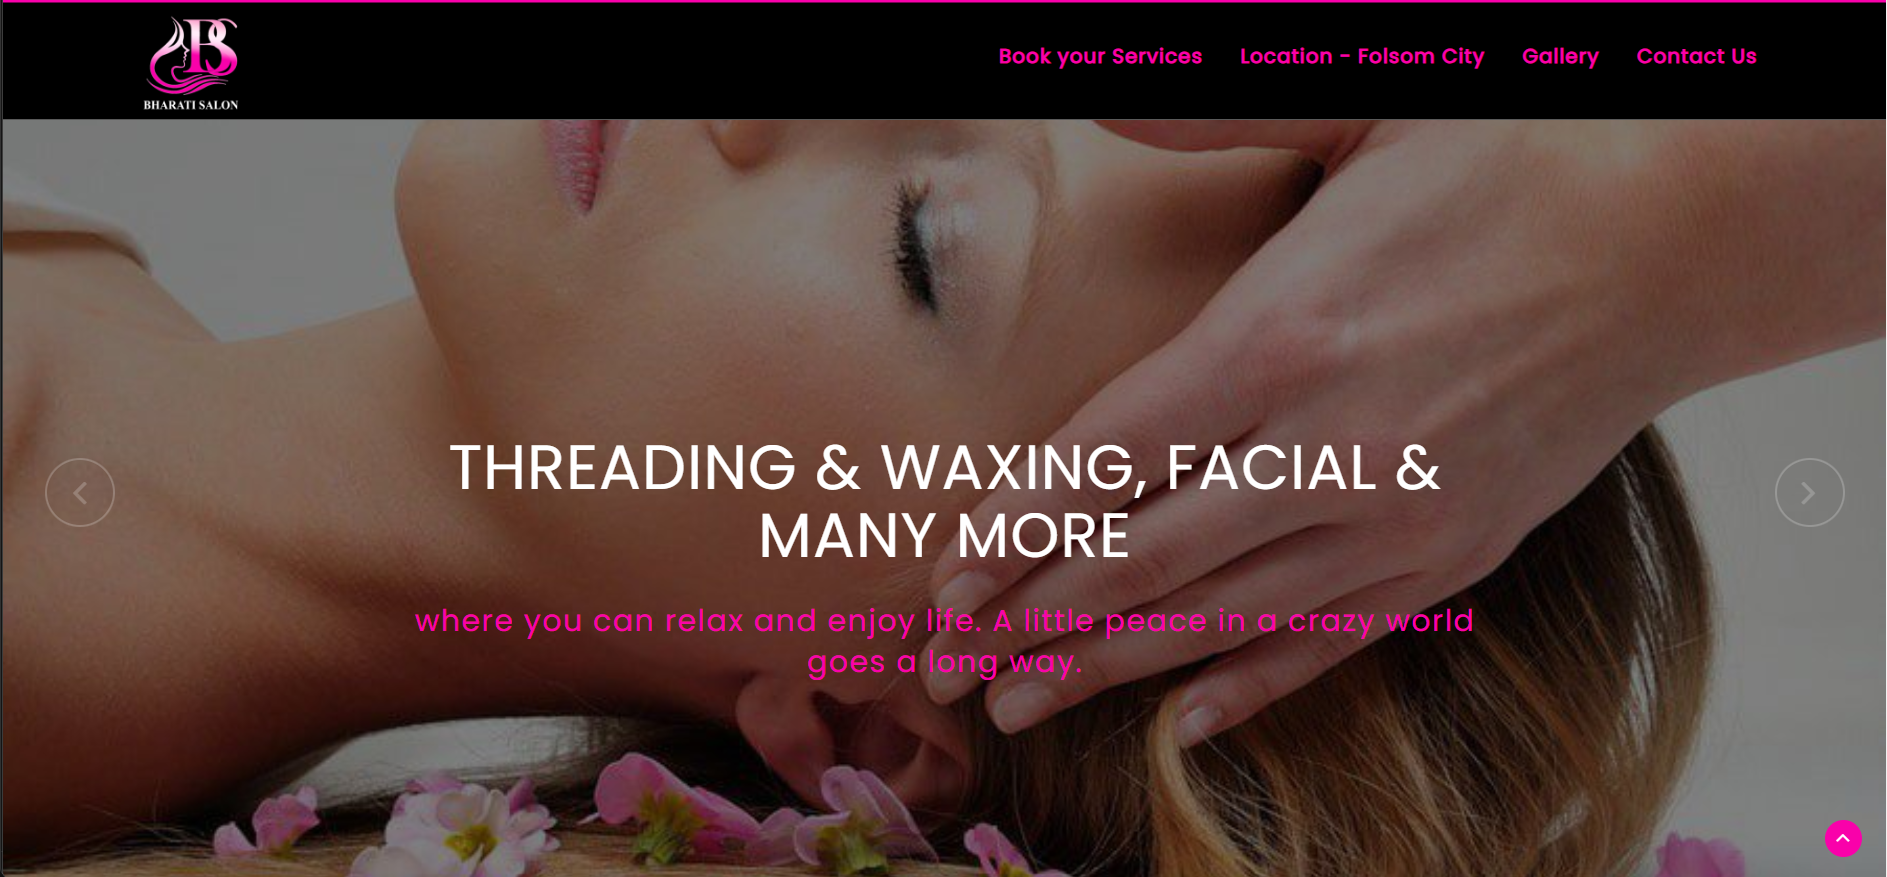 BS
BHARATI SALON
Book your Services
Location - Folsom City
Gallery
Contact Us
THREADING & WAXING, FACIAL &
MANY MORE
where you can relax and enjoy life. A little peace in a crazy world
goes a long way.